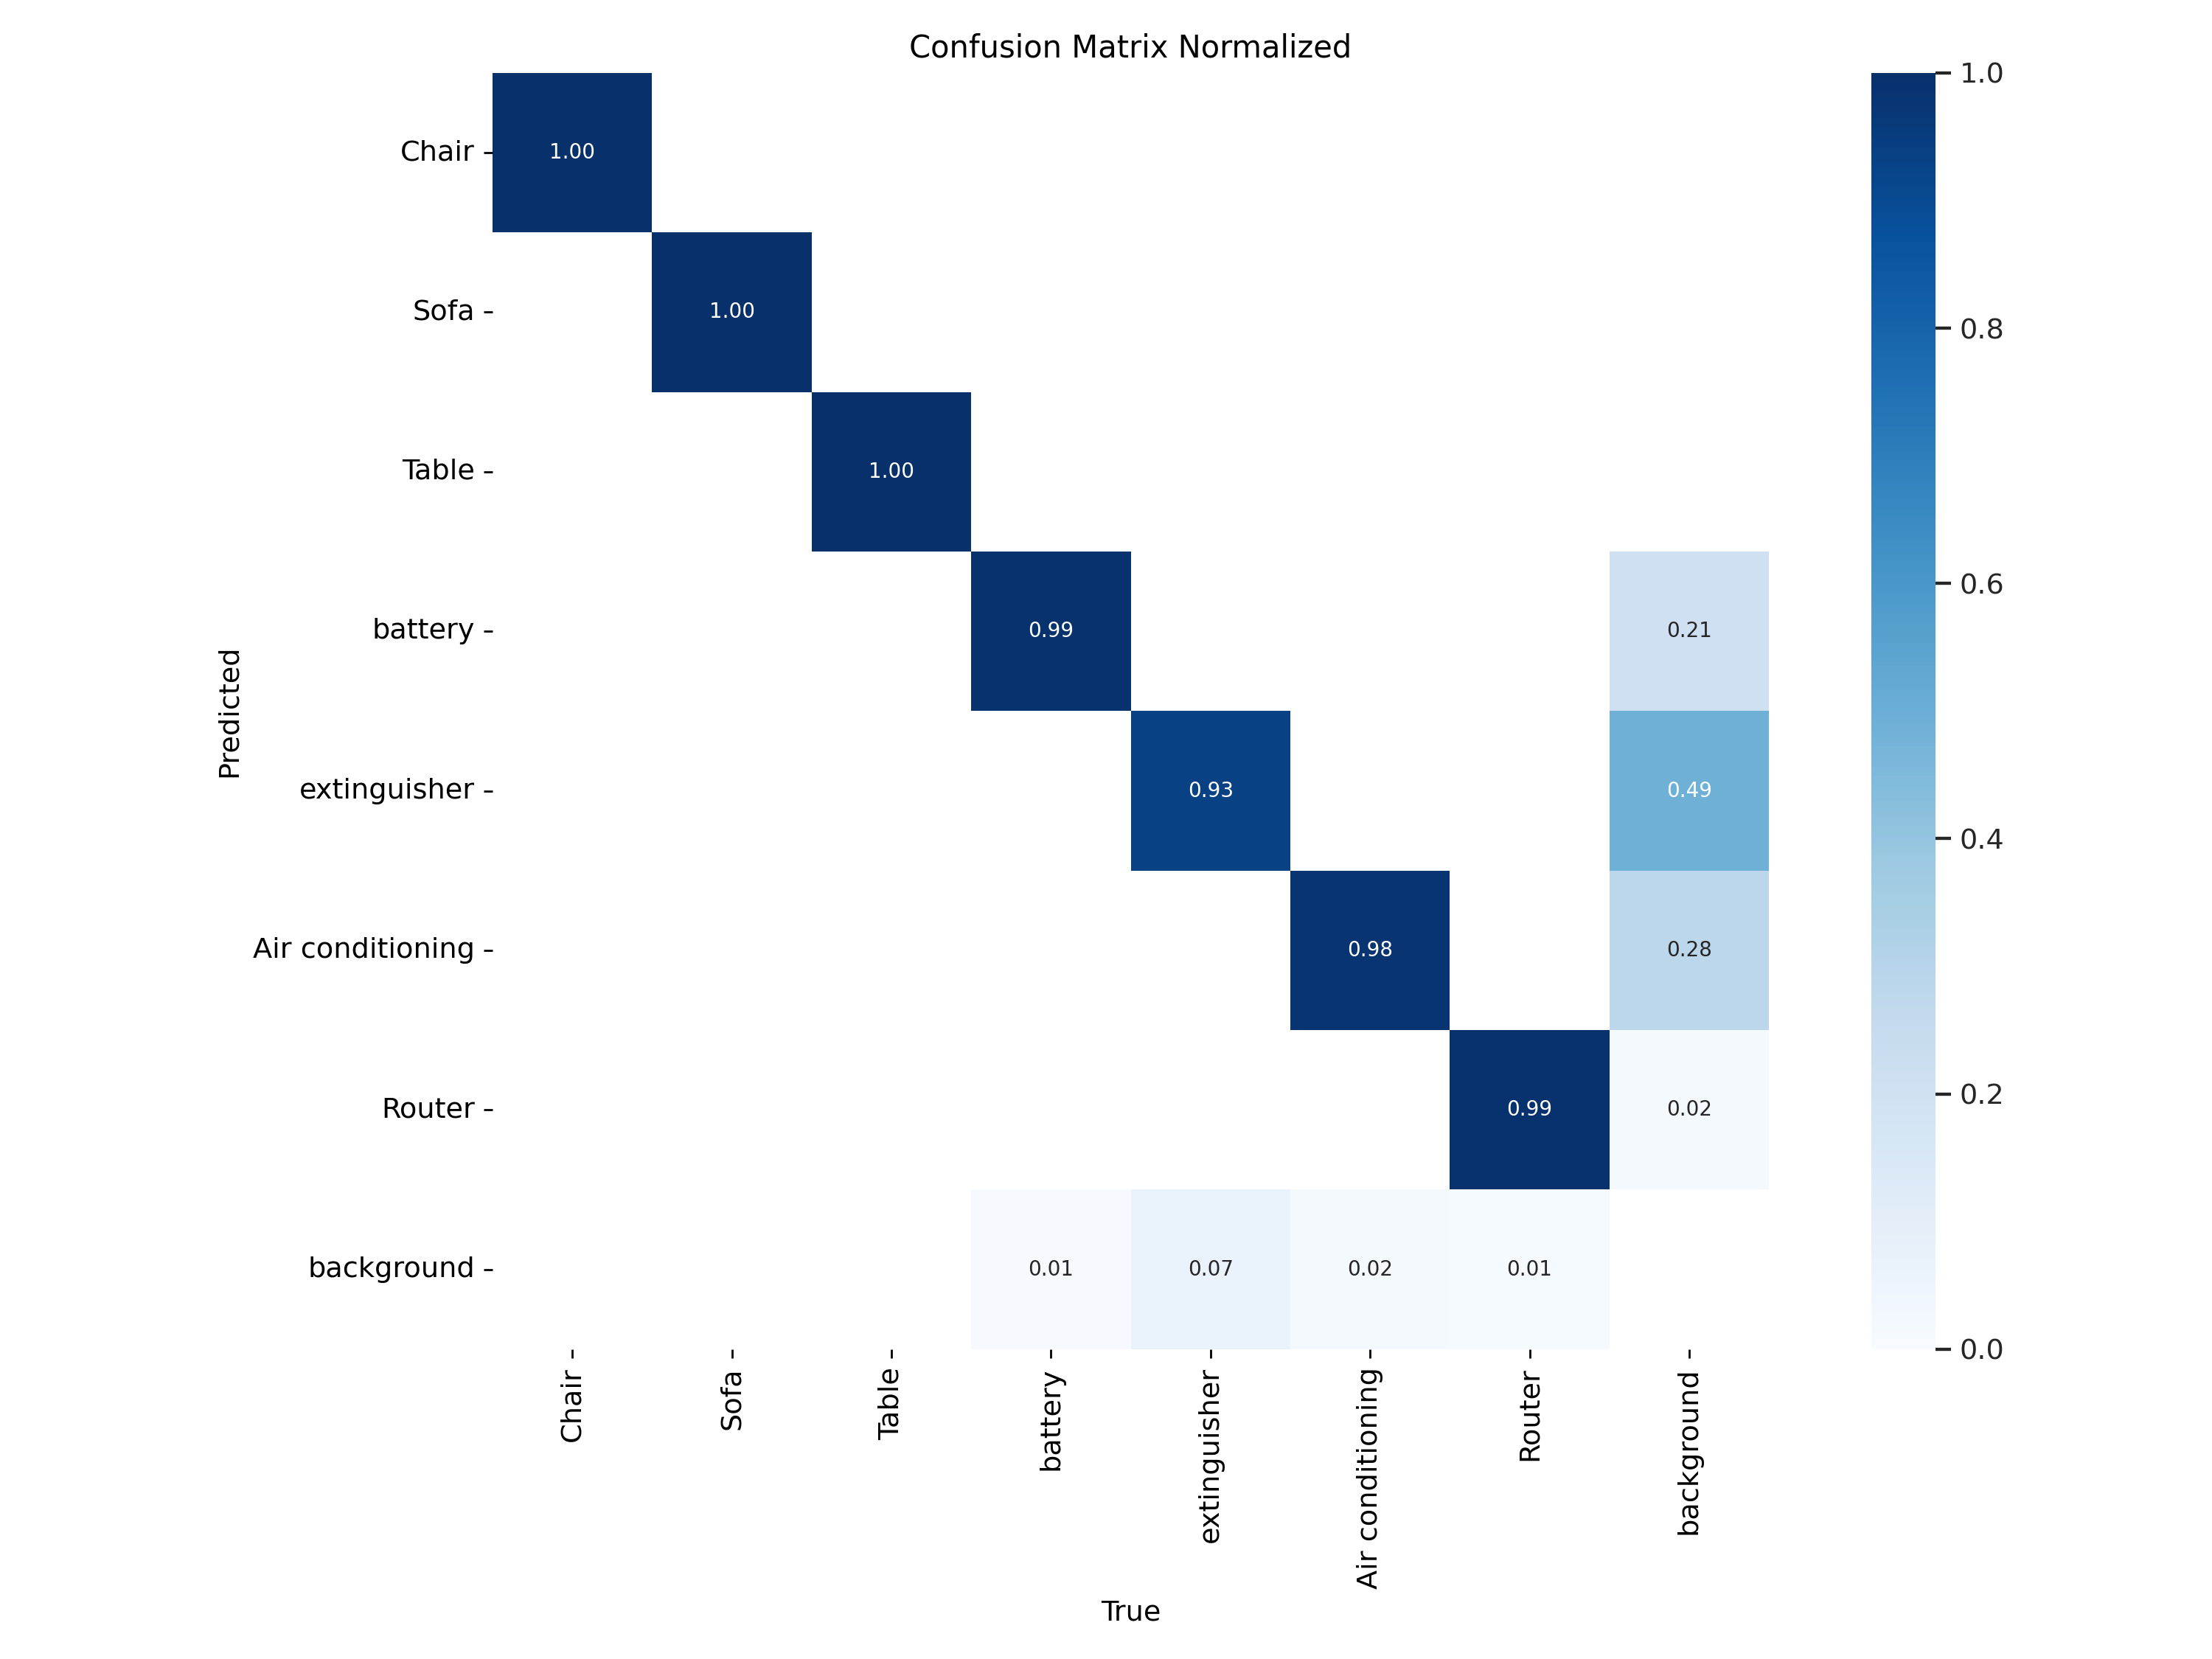 Confusion Matrix Normalized
1.0
Chair
1.00
Sofa
1.00
0.8
Table
1.00
0.6
battery
0.99
0.21
Predicted
extinguisher
0.93
0.49
0.4
Air conditioning
0.98
0.28
Router
0.99
0.02
0.2
background
0.01
0.07
0.02
0.01
0.0
Chair
Sofa
Table
battery
extinguisher
Air conditioning
Router
background
True